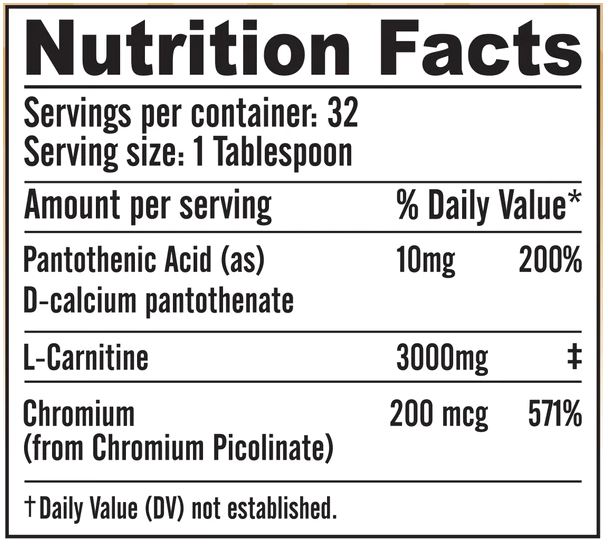 Nutrition Facts
Servings per container: 32
Serving size: 1 Tablespoon
Amount per serving % Daily Value*
Pantothenic Acid (as) 10mg 200%
D-calcium pantothenate
L-Carnitine 3000mg ‡
Chromium 200 mcg 571%
(from Chromium Picolinate)
†Daily Value (DV) not established.